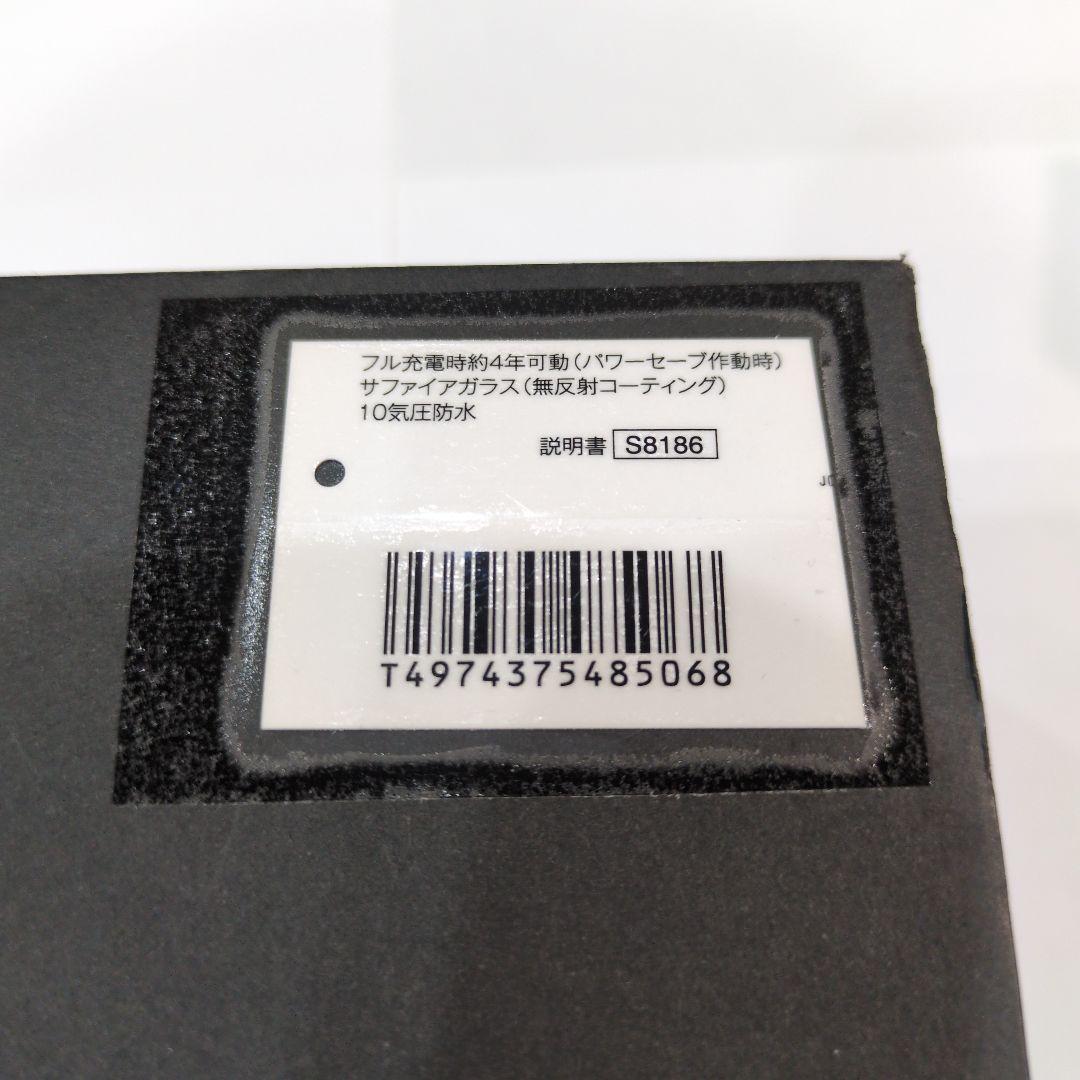 フル充電時約4年可動(パワーセーブ作動時)
サファイアガラス(無反射コーティング)
10気圧防水
説明書 S8186
T4974375485068